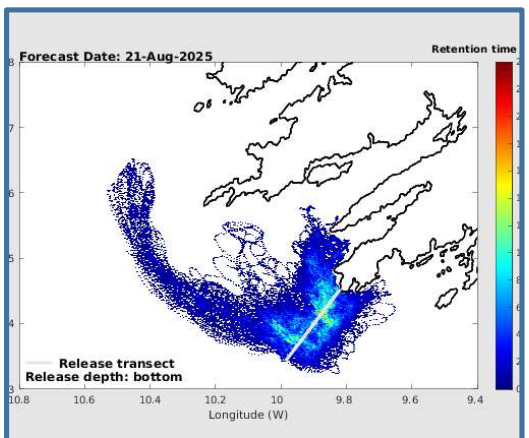 Retention time
Forecast Date: 21-Aug-2025
8
7
6
5
4
3
Release transect
Release depth: bottom
10.8 10.6 10.4 10.2 10 9.8 9.6 9.4
Longitude (W)